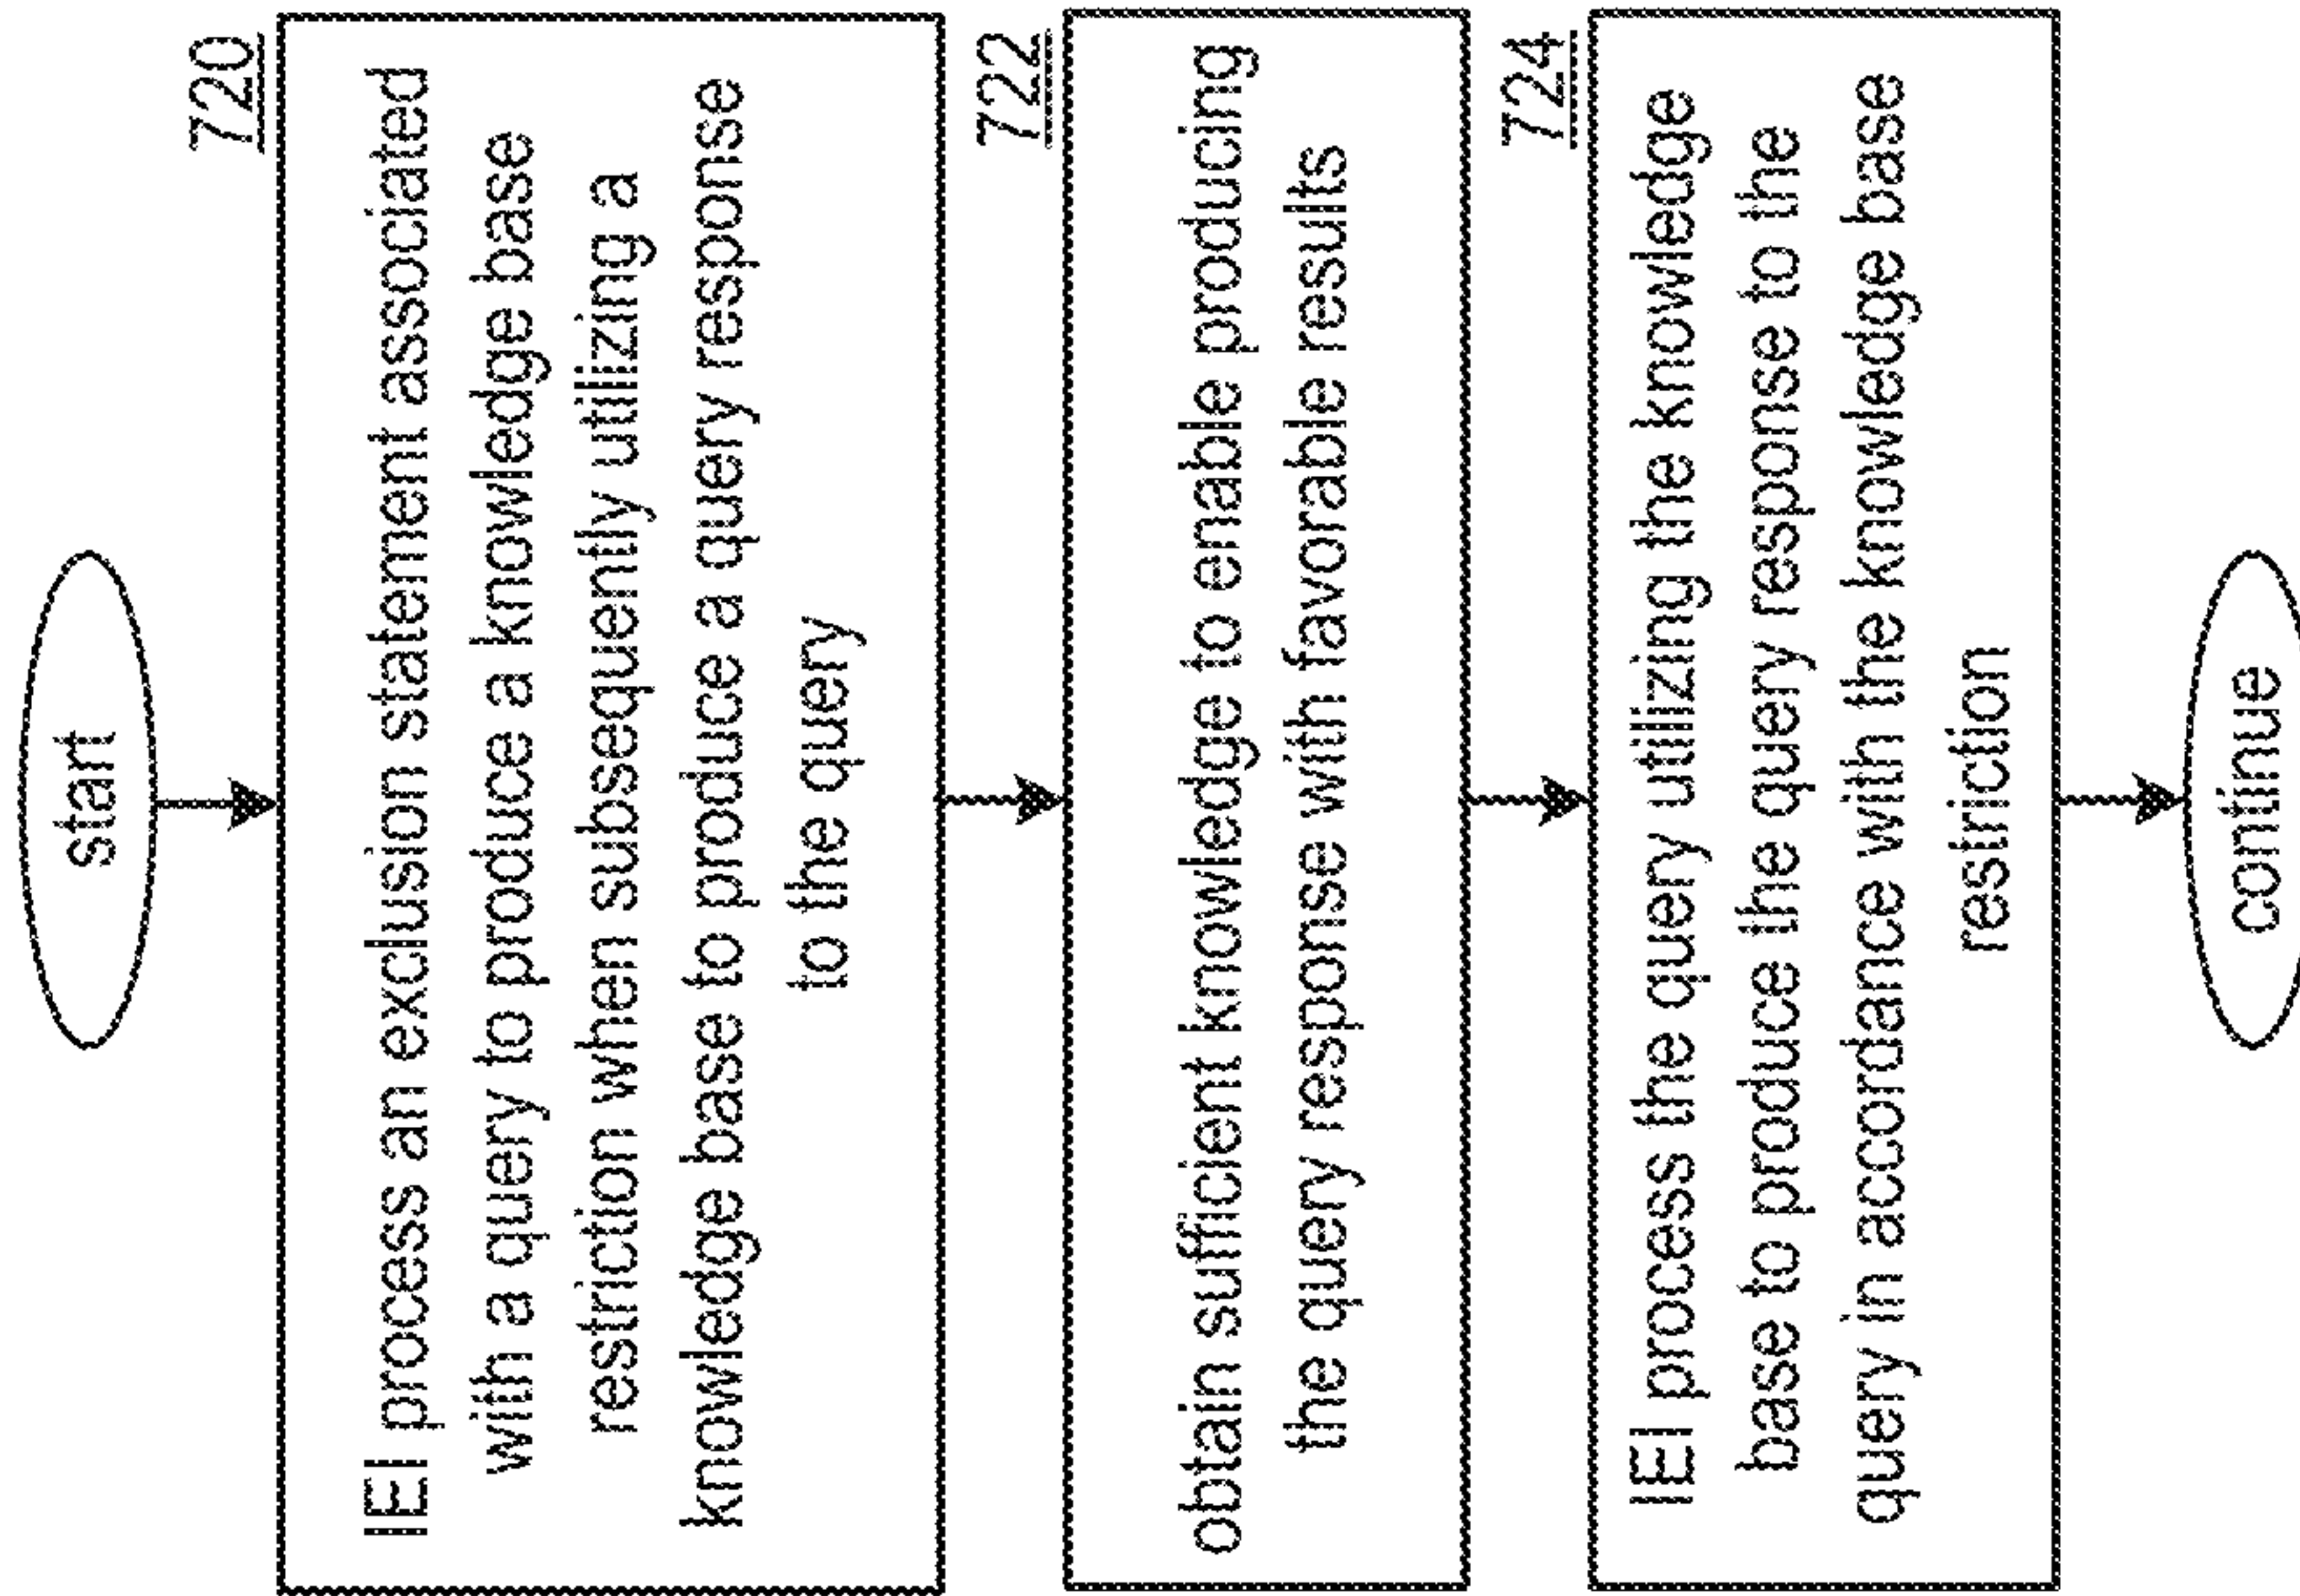 start
720
IEI process an exclusion statement associated
with a query to produce a knowledge base
restriction when subsequently utilizing a
knowledge base to produce a query response
to the query
722
obtain sufficient knowledge to enable producing
the query response with favorable results
724
IEI process the query utilizing the knowledge
base to produce the query response to the
query in accordance with the knowledge base
restriction
continue